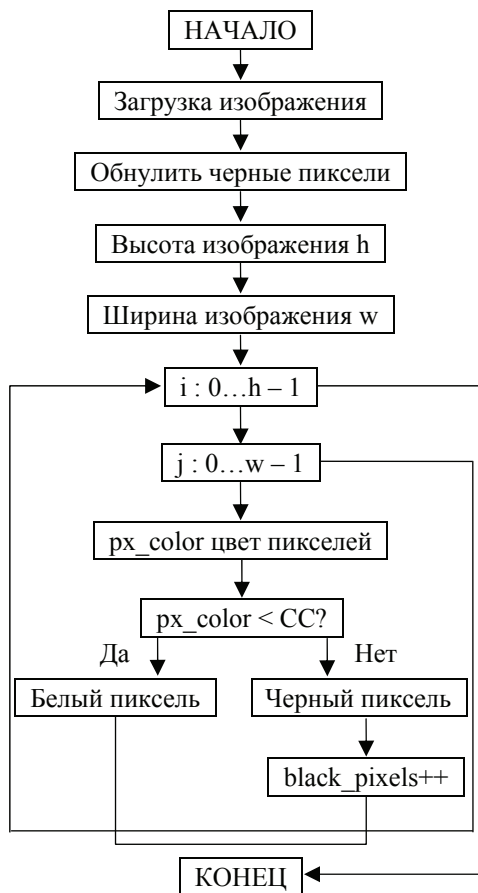 НАЧАЛО
Загрузка изображения
Обнулить черные пиксели
Высота изображения h
Ширина изображения w
i : 0…h – 1
j : 0…w – 1
px_color цвет пикселей
px_color < CC?
Да
Нет
Белый пиксель
Черный пиксель
black_pixels++
КОНЕЦ